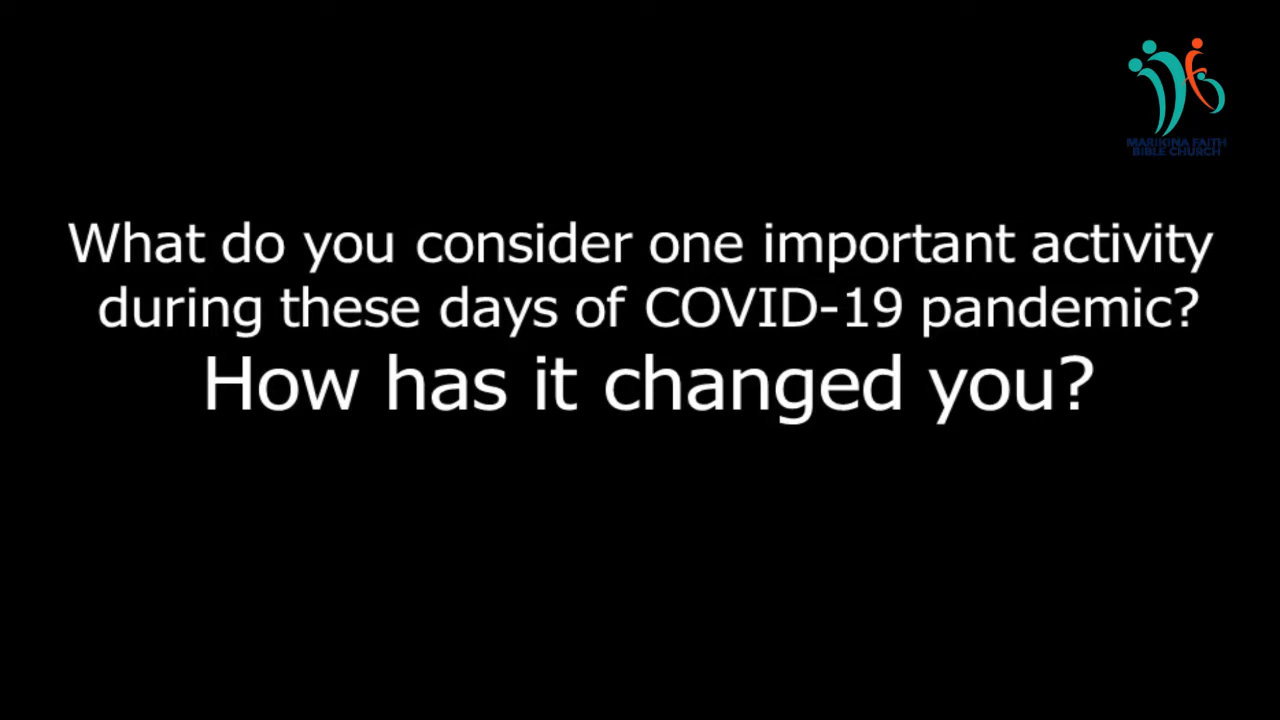 MARIKINA FAITH
BIBLE CHURCH
What do you consider one important activity
during these days of COVID-19 pandemic?
How has it changed you?